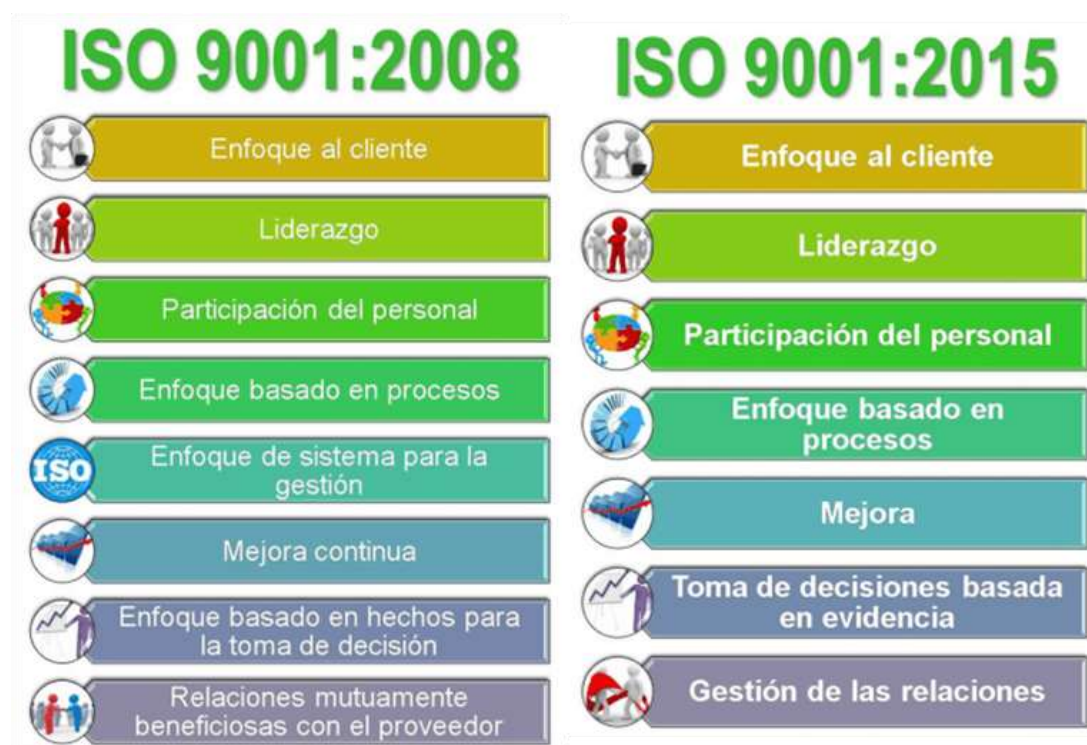 ISO 9001:2008
Enfoque al cliente
Liderazgo
Participación del personal
Enfoque basado en procesos
ISO
Enfoque de sistema para la
gestión
Mejora continua
Enfoque basado en hechos para
la toma de decisión
Relaciones mutuamente
beneficiosas con el proveedor
ISO 9001:2015
Enfoque al cliente
Liderazgo
Participación del personal
Enfoque basado en
procesos
Mejora
Toma de decisiones basada
en evidencia
Gestión de las relaciones